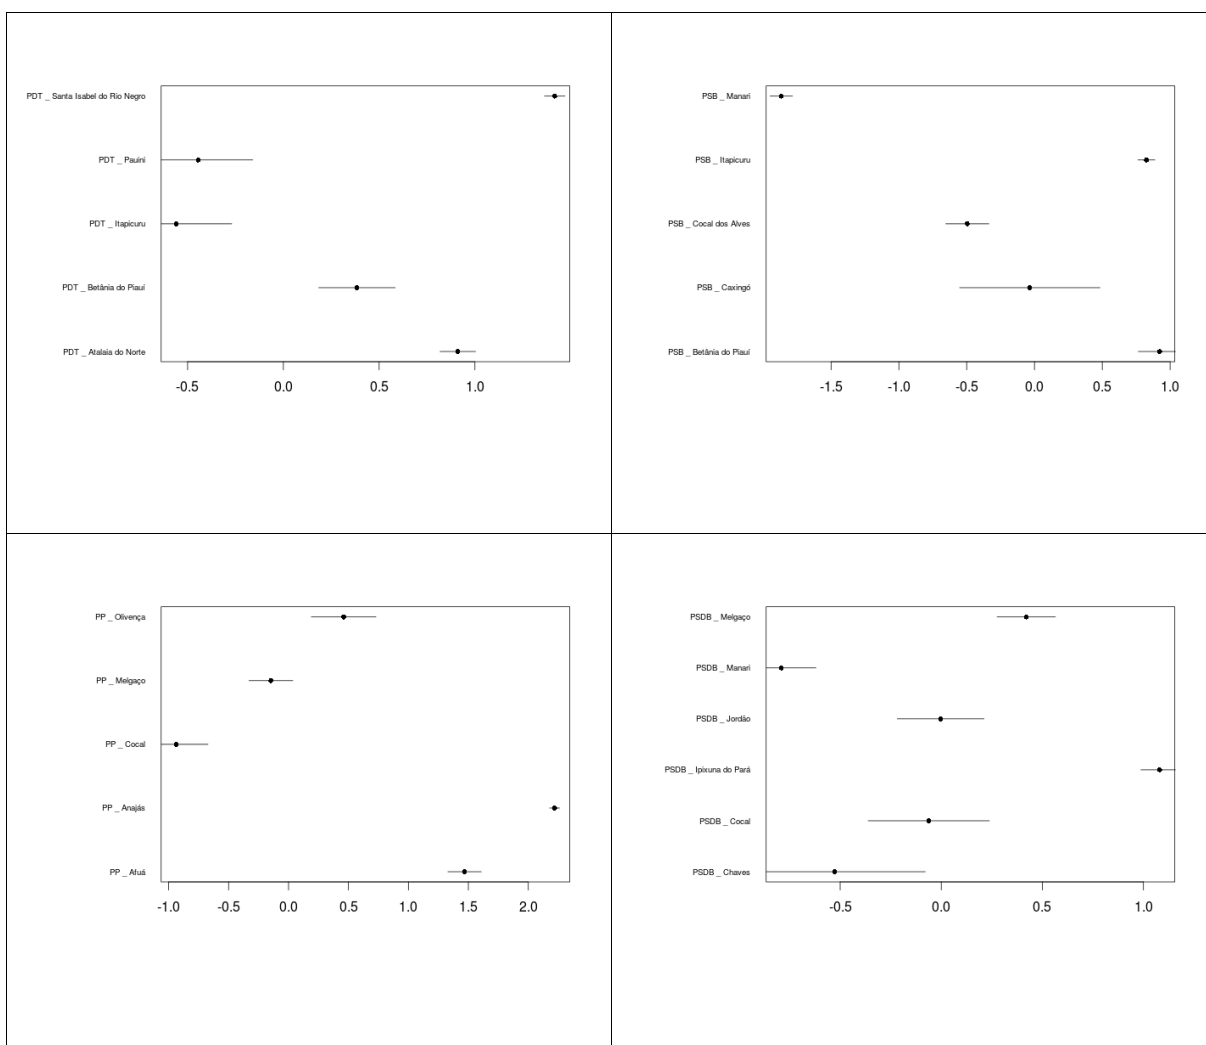 PDT _ Santa Isabel do Rio Negro
PDT _ Pauini
PDT _ Itapicuru
PDT _ Betânia do Piauí
PDT _ Atalaia do Norte
-0.5 0.0 0.5 1.0
PSB _ Manari
PSB _ Itapicuru
PSB _ Cocal dos Alves
PSB _ Caxingó
PSB _ Betânia do Piauí
-1.5 -1.0 -0.5 0.0 0.5 1.0
PP _ Olivença
PP _ Melgaço
PP _ Cocal
PP _ Anajás
PP _ Afuá
-1.0 -0.5 0.0 0.5 1.0 1.5 2.0
PSDB _ Melgaço
PSDB _ Manari
PSDB _ Jordão
PSDB _ Ipixuna do Pará
PSDB _ Cocal
PSDB _ Chaves
-0.5 0.0 0.5 1.0